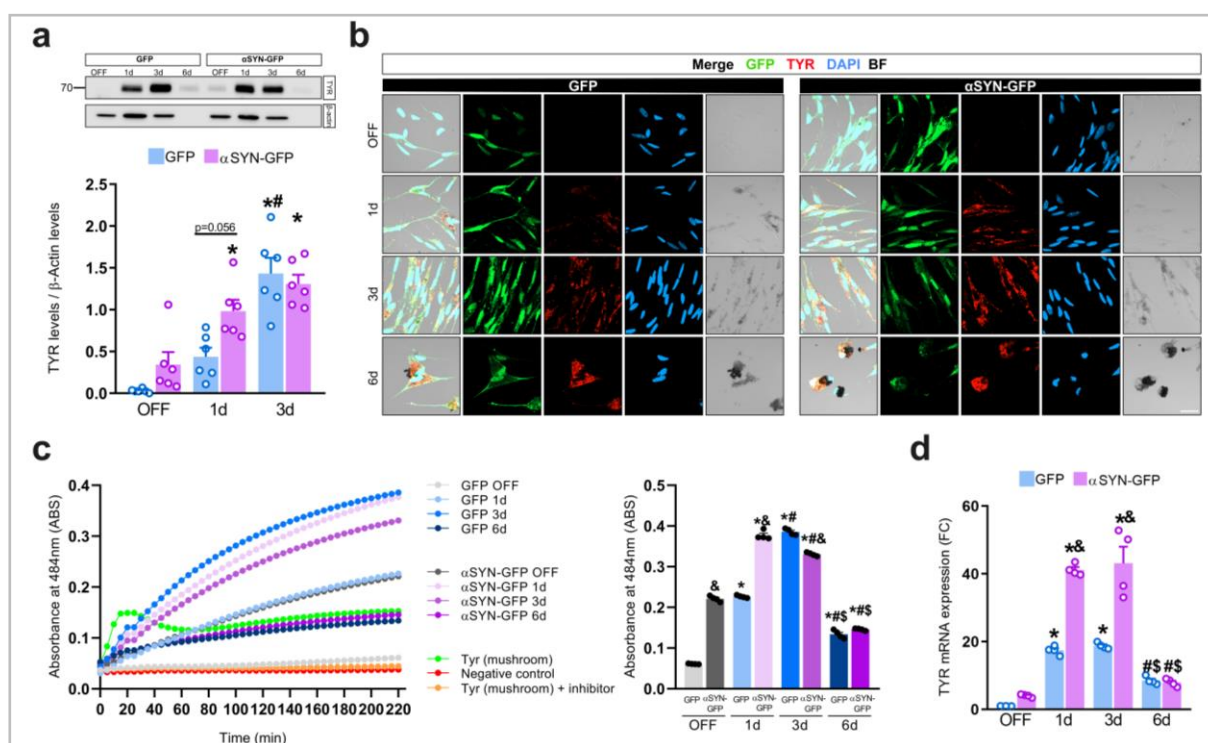 a
GFP αSYN-GFP
OFF 1d 3d 6d OFF 1d 3d 6d
70
TYR
β-actin
GFP αSYN-GFP
TYR levels / β-Actin levels
2.5
2.0
1.5
1.0
0.5
0.0
p=0.056
*
*#
*
OFF 1d 3d
b
Merge GFP TYR DAPI BF
GFP αSYN-GFP
OFF
1d
3d
6d
c
Absorbance at 484nm (ABS)
0.4
0.3
0.2
0.1
0.0
0 20 40 60 80 100 120 140 160 180 200 220
Time (min)
GFP OFF
GFP 1d
GFP 3d
GFP 6d
αSYN-GFP OFF
αSYN-GFP 1d
αSYN-GFP 3d
αSYN-GFP 6d
Tyr (mushroom)
Negative control
Tyr (mushroom) + inhibitor
Absorbance at 484nm (ABS)
0.5
0.4
0.3
0.2
0.1
0.0
&
*
*&
*#
*#&
*#$
*#$
GFP αSYN-GFP GFP αSYN-GFP GFP αSYN-GFP GFP αSYN-GFP
OFF 1d 3d 6d
d
GFP αSYN-GFP
TYR mRNA expression (FC)
60
40
20
0
*
*&
*
*&
#$
#$
OFF 1d 3d 6d